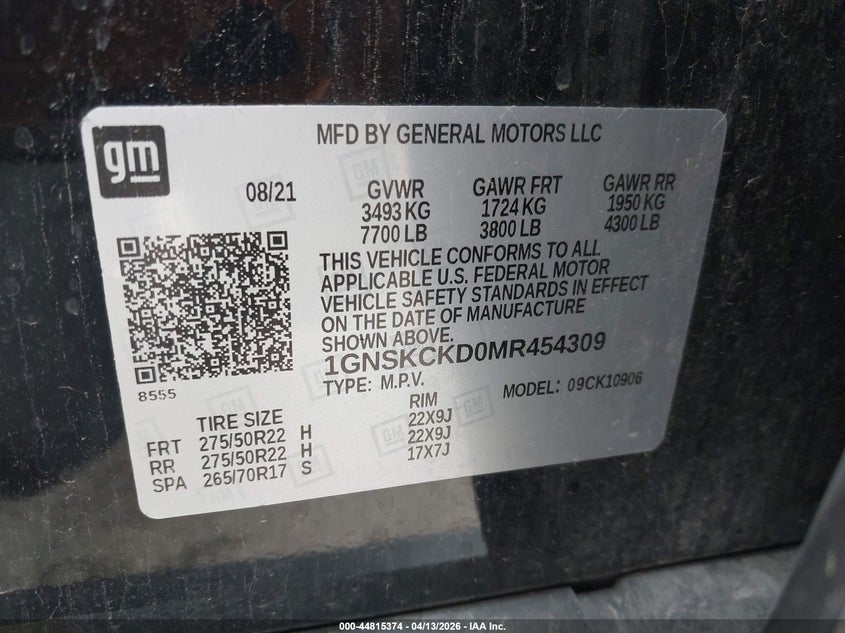 gm
MFD BY GENERAL MOTORS LLC
08/21
GVWR GAWR FRT GAWR RR
3493 KG 1724 KG 1950 KG
7700 LB 3800 LB 4300 LB
THIS VEHICLE CONFORMS TO ALL
APPLICABLE U.S. FEDERAL MOTOR
VEHICLE SAFETY STANDARDS IN EFFECT
ON THE DATE OF MANUFACTURE
SHOWN ABOVE.
1GNSKCKD0MR454309
8555
TYPE: M.P.V. MODEL: 09CK10906
TIRE SIZE RIM
FRT 275/50R22 H 22X9J
RR 275/50R22 H 22X9J
SPA 265/70R17 S 17X7J
000-44815374 | 04/13/2026 | IAA Inc.